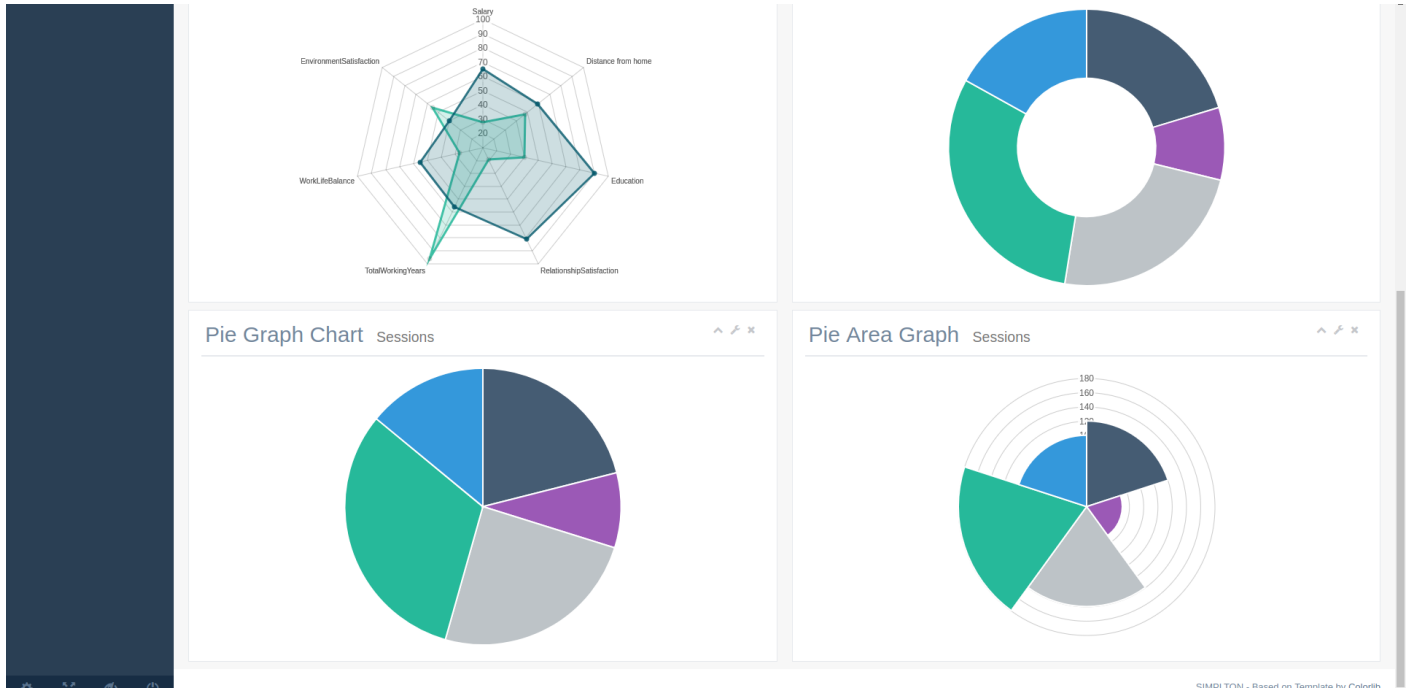 Salary
100
90
80
70
60
50
40
30
20
EnvironmentSatisfaction
Distance from home
WorkLifeBalance
Education
TotalWorkingYears
RelationshipSatisfaction
Pie Graph Chart Sessions
Pie Area Graph Sessions
180
160
140
SIMPLTON - Based on Template by Colorlib